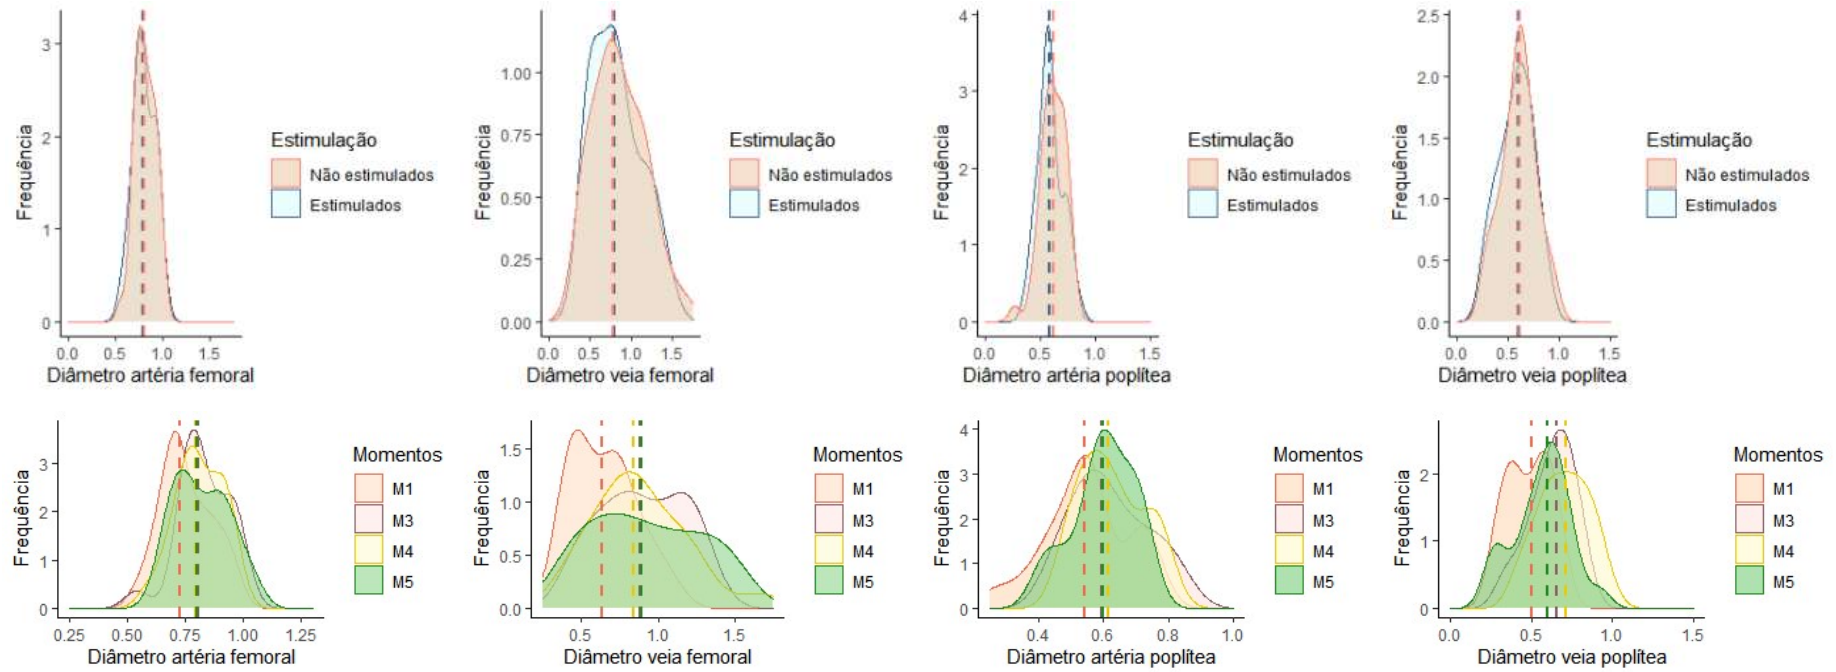 Frequência
3
2
1
0
0.0 0.5 1.0 1.5
Diâmetro artéria femoral
Estimulação
Não estimulados
Estimulados
Frequência
1.00
0.75
0.50
0.25
0.00
0.0 0.5 1.0 1.5
Diâmetro veia femoral
Estimulação
Não estimulados
Estimulados
Frequência
4
3
2
1
0
0.0 0.5 1.0 1.5
Diâmetro artéria poplítea
Estimulação
Não estimulados
Estimulados
Frequência
2.5
2.0
1.5
1.0
0.5
0.0
0.0 0.5 1.0 1.5
Diâmetro veia poplítea
Estimulação
Não estimulados
Estimulados
Frequência
3
2
1
0
0.25 0.50 0.75 1.00 1.25
Diâmetro artéria femoral
Momentos
M1
M3
M4
M5
Frequência
1.5
1.0
0.5
0.0
0.5 1.0 1.5
Diâmetro veia femoral
Momentos
M1
M3
M4
M5
Frequência
4
3
2
1
0
0.4 0.6 0.8 1.0
Diâmetro artéria poplítea
Momentos
M1
M3
M4
M5
Frequência
2
1
0
0.0 0.5 1.0 1.5
Diâmetro veia poplítea
Momentos
M1
M3
M4
M5